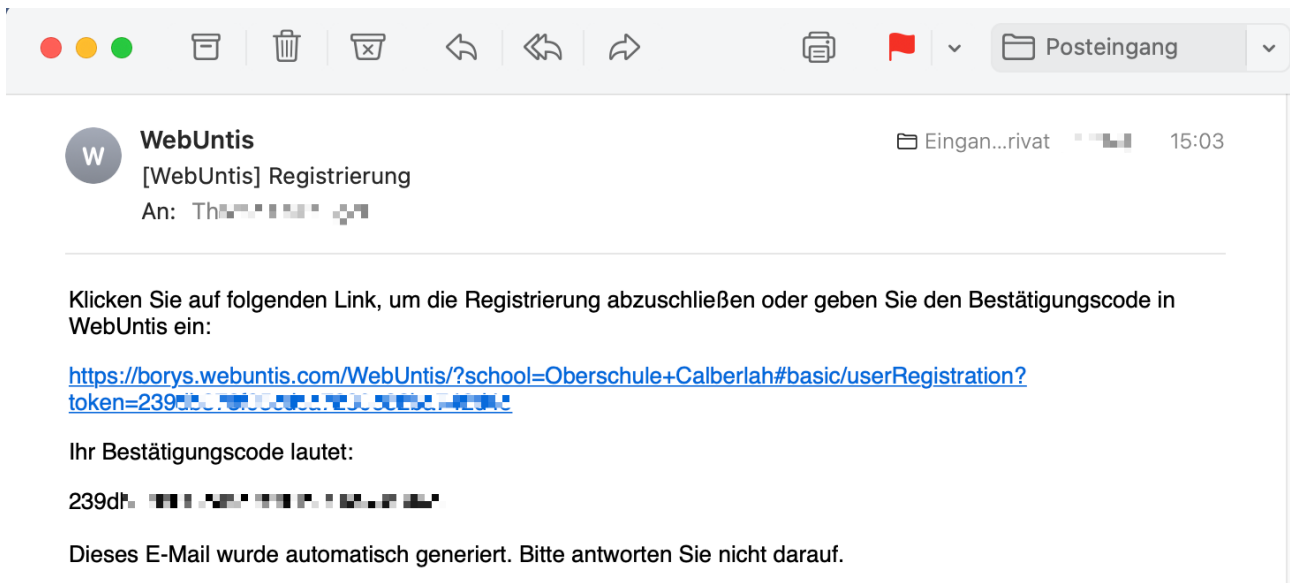 Posteingang
W
WebUntis
Eingan...rivat
15:03
[WebUntis] Registrierung
An:
Klicken Sie auf folgenden Link, um die Registrierung abzuschließen oder geben Sie den Bestätigungscode in
WebUntis ein:
https://borys.webuntis.com/WebUntis/?school=Oberschule+Calberlah#basic/userRegistration?
token=239
Ihr Bestätigungscode lautet:
Dieses E-Mail wurde automatisch generiert. Bitte antworten Sie nicht darauf.